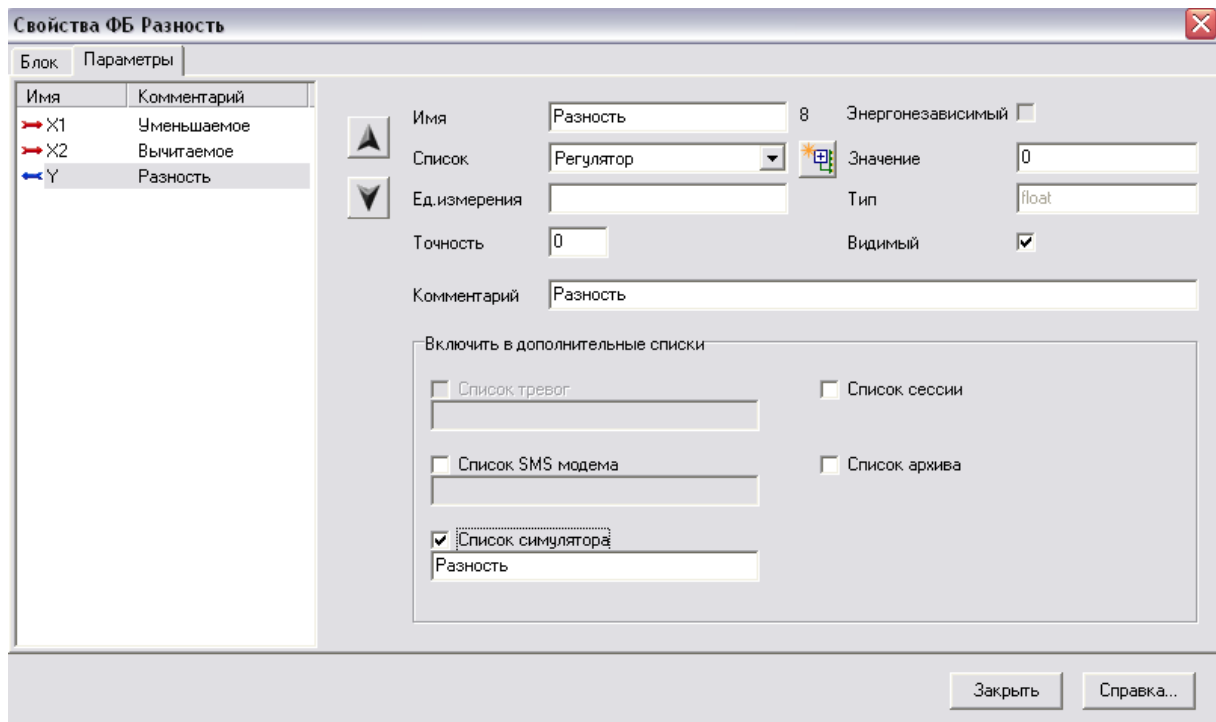 Свойства ФБ Разность
Блок Параметры
Имя Комментарий
X1 Уменьшаемое
X2 Вычитаемое
Y Разность
Имя Разность 8 Энергонезависимый
Список Регулятор Значение 0
Ед.измерения Тип float
Точность 0 Видимый
Комментарий Разность
Включить в дополнительные списки
Список тревог Список сессии
Список SMS модема Список архива
Список симулятора
Разность
Закрыть Справка...